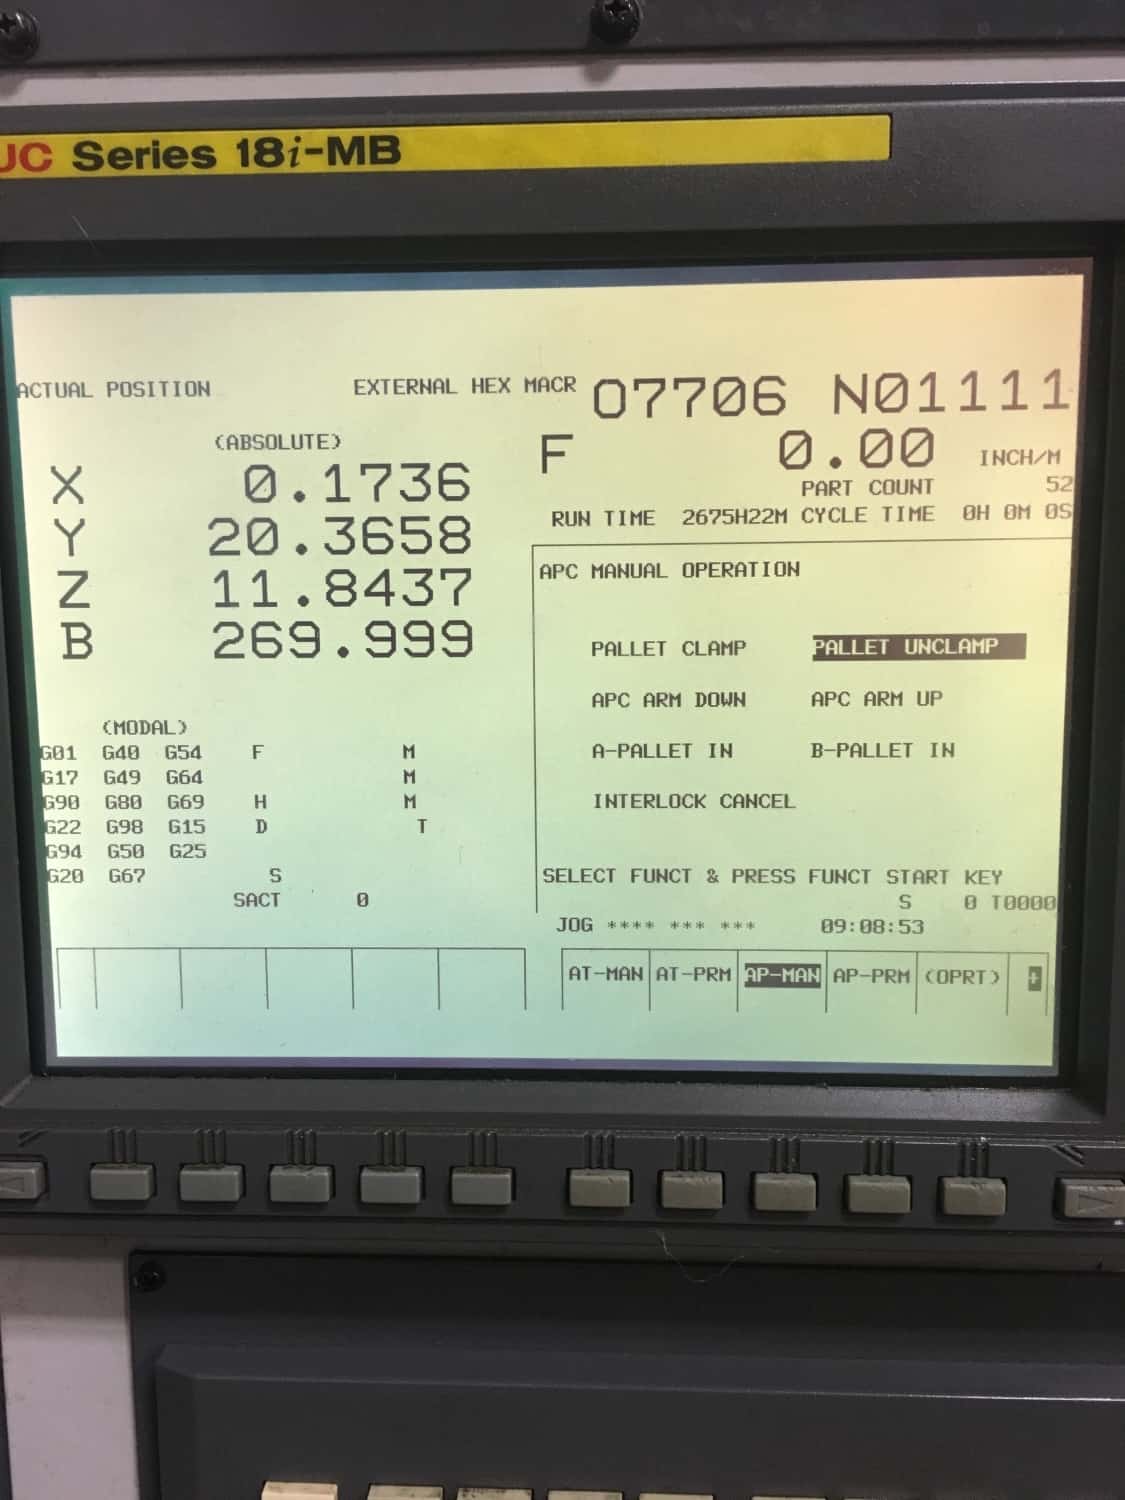 UC Series 18i-MB
ACTUAL POSITION
EXTERNAL HEX MACR O7706 N01111
(ABSOLUTE)
F 0.00 INCH/M
X 0.1736
PART COUNT 52
Y 20.3658
RUN TIME 2675H22M CYCLE TIME 0H 0M 0S
Z 11.8437
B 269.999
APC MANUAL OPERATION
PALLET CLAMP PALLET UNCLAMP
APC ARM DOWN APC ARM UP
A-PALLET IN B-PALLET IN
INTERLOCK CANCEL
(MODAL)
G01 G40 G54 F M
G17 G49 G64 M
G90 G80 G69 H M
G22 G98 G15 D T
G94 G50 G25
G20 G67 S
SACT 0
SELECT FUNCT & PRESS FUNCT START KEY
S 0 T0000
JOG **** *** *** 09:08:53
AT-MAN AT-PRM AP-MAN AP-PRM (OPRT) +